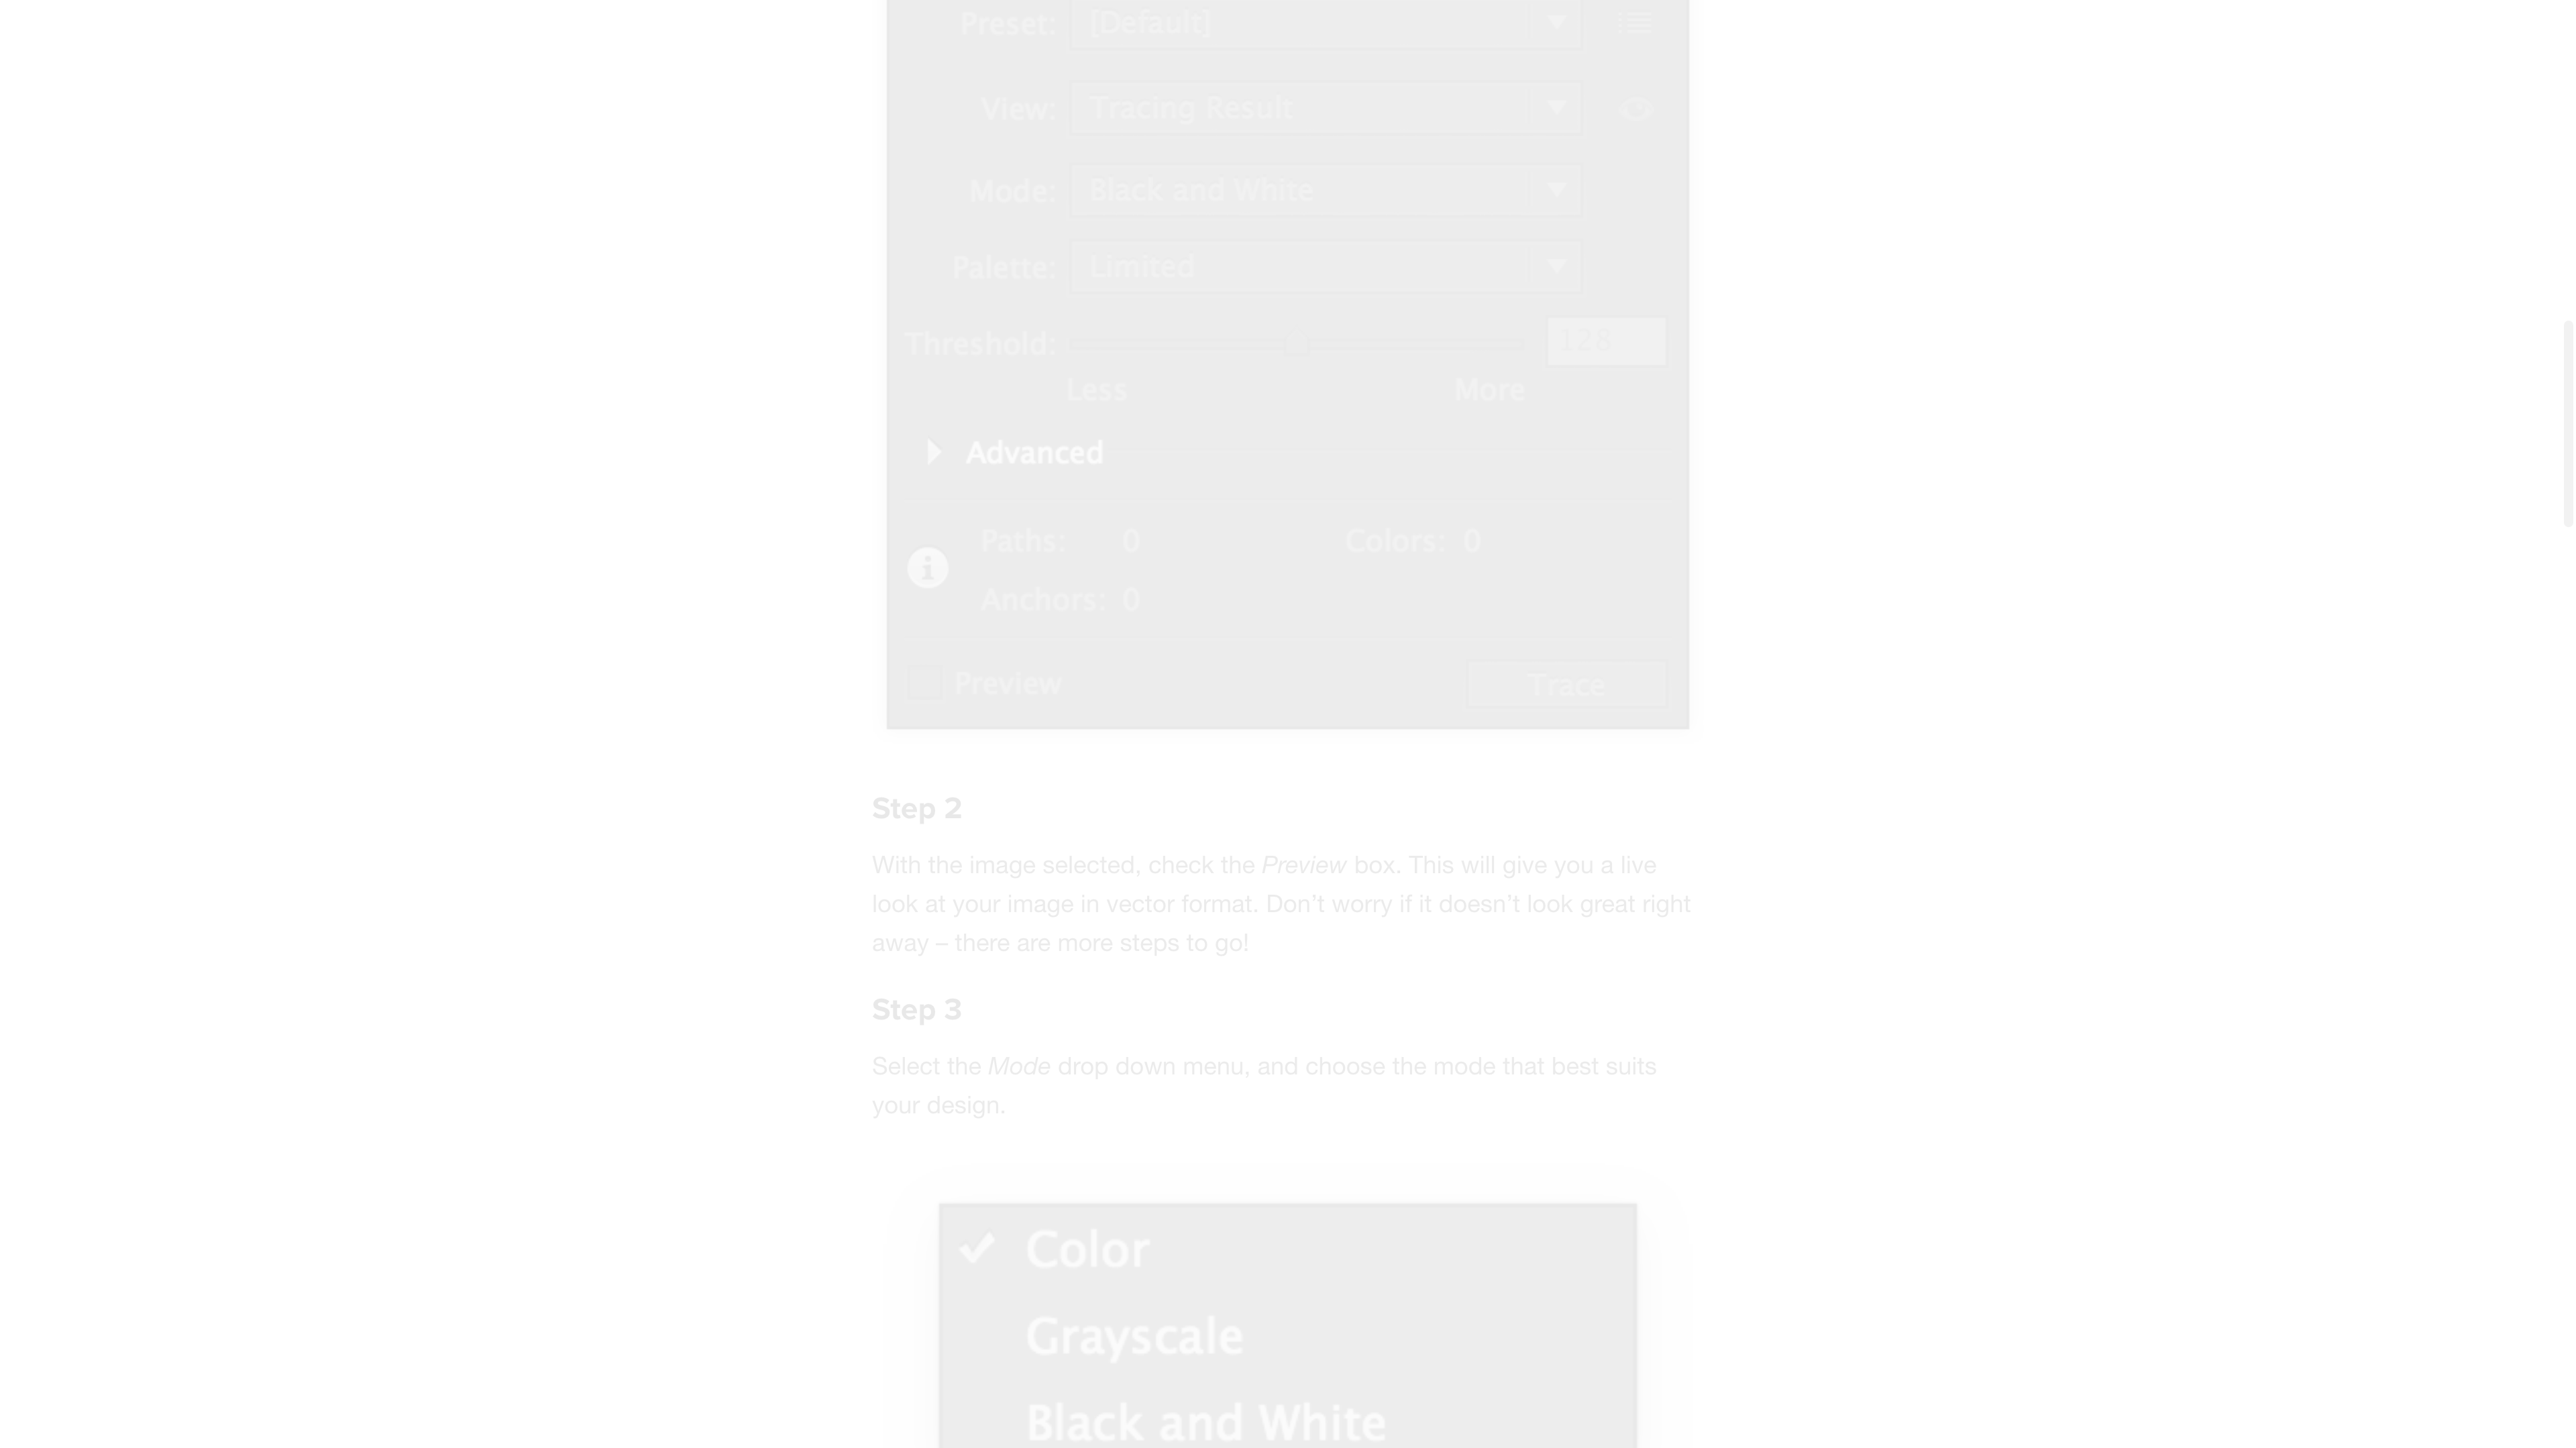 Preset: [Default]
View: Tracing Result
Mode: Black and White
Palette: Limited
Threshold: 128
Less More
Advanced
Paths: 0 Colors: 0
Anchors: 0
Preview Trace
Step 2
With the image selected, check the Preview box. This will give you a live
look at your image in vector format. Don’t worry if it doesn’t look great right
away – there are more steps to go!
Step 3
Select the Mode drop down menu, and choose the mode that best suits
your design.
Color
Grayscale
Black and White